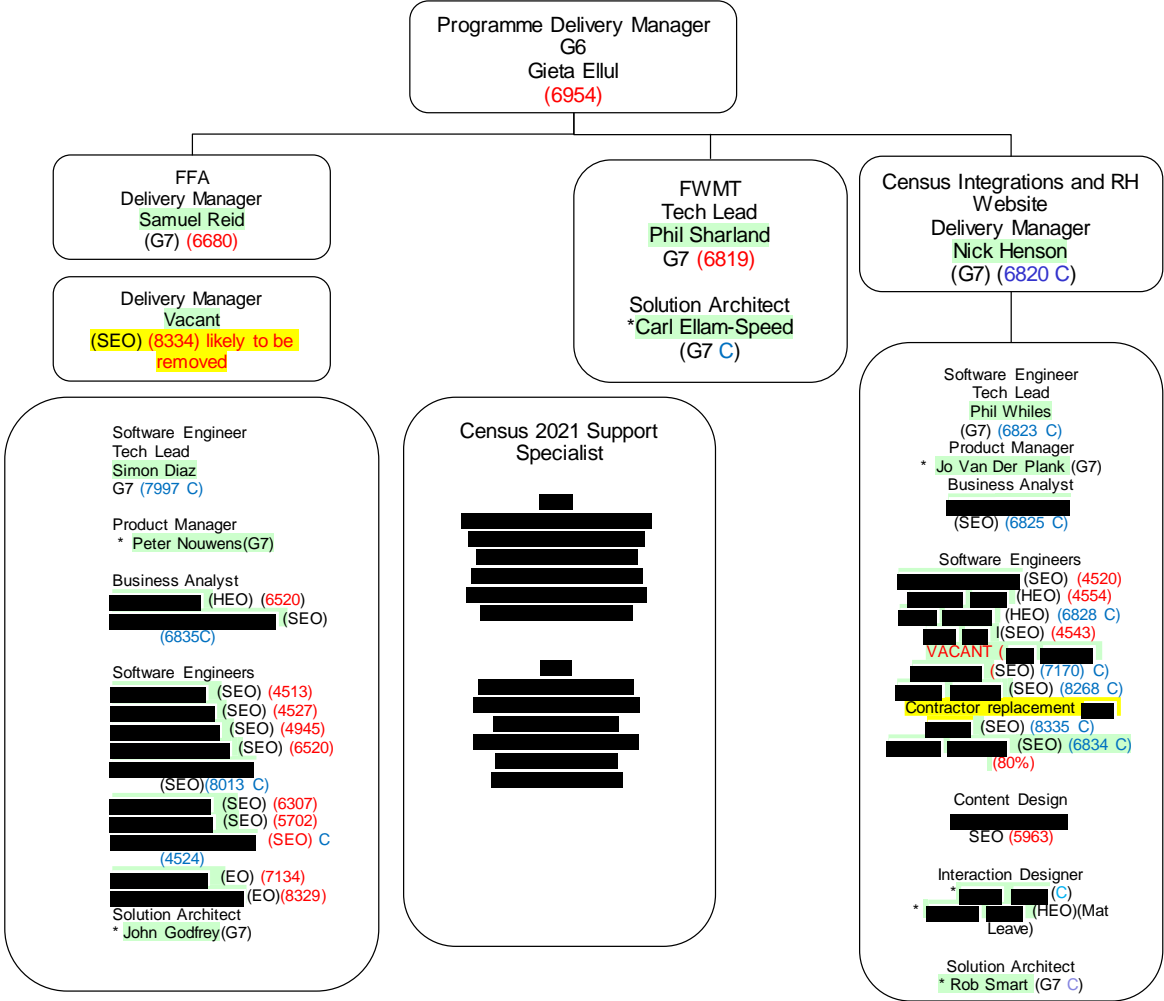 Programme Delivery Manager
G6
Gieta Ellul
(6954)
FFA
Delivery Manager
Samuel Reid
(G7) (6680)
Delivery Manager
Vacant
(SEO) (8334) likely to be
removed
FWMT
Tech Lead
Phil Sharland
G7 (6819)
Solution Architect
*Carl Ellam-Speed
(G7 C)
Census Integrations and RH
Website
Delivery Manager
Nick Henson
(G7) (6820 C)
Software Engineer
Tech Lead
Simon Diaz
G7 (7997 C)
Product Manager
* Peter Nouwens(G7)
Business Analyst
(HEO) (6520)
(SEO)
(6835C)
Software Engineers
(SEO) (4513)
(SEO) (4527)
(SEO) (4945)
(SEO) (6520)
(SEO)(8013 C)
(SEO) (6307)
(SEO) (5702)
(SEO) C
(4524)
(EO) (7134)
(EO)(8329)
Solution Architect
* John Godfrey(G7)
Census 2021 Support
Specialist
Software Engineer
Tech Lead
Phil Whiles
(G7) (6823 C)
Product Manager
* Jo Van Der Plank (G7)
Business Analyst
(SEO) (6825 C)
Software Engineers
(SEO) (4520)
(HEO) (4554)
(HEO) (6828 C)
l(SEO) (4543)
VACANT (
(SEO) (7170) C)
(SEO) (8268 C)
Contractor replacement
(SEO) (8335 C)
(SEO) (6834 C)
(80%)
Content Design
SEO (5963)
Interaction Designer
* (C)
* (HEO)(Mat
Leave)
Solution Architect
* Rob Smart (G7 C)